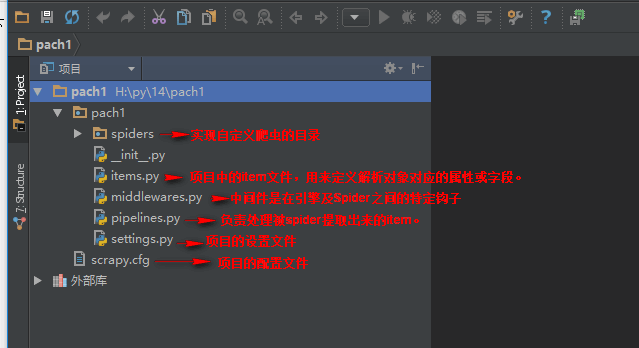 pach1
1: Project
7: Structure
项目
pach1 H:\py\14\pach1
pach1
spiders 实现自定义爬虫的目录
__init__.py
items.py 项目中的item文件，用来定义解析对象对应的属性或字段。
middlewares.py 中间件是在引擎及Spider之间的特定钩子
pipelines.py 负责处理被spider提取出来的item。
settings.py 项目的设置文件
scrapy.cfg 项目的配置文件
外部库